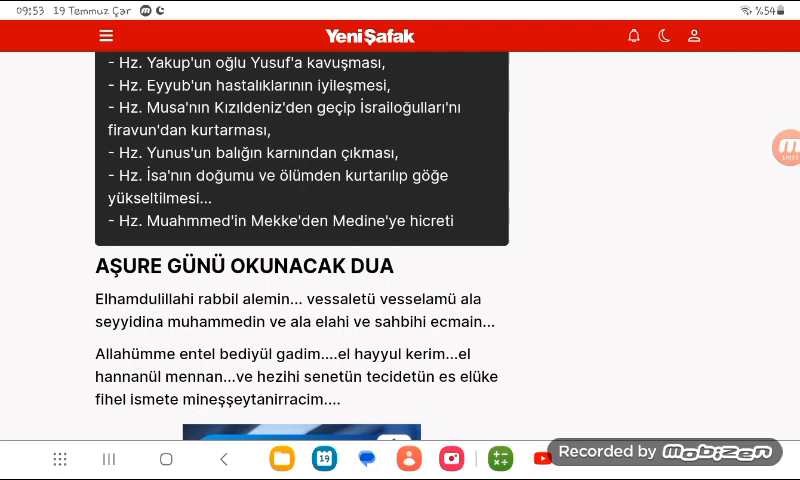 09:53 19 Temmuz Çar
%54
YeniŞafak
- Hz. Yakup'un oğlu Yusuf'a kavuşması,
- Hz. Eyyub'un hastalıklarının iyileşmesi,
- Hz. Musa'nın Kızıldeniz'den geçip İsrailoğulları'nı
firavun'dan kurtarması,
- Hz. Yunus'un balığın karnından çıkması,
- Hz. İsa'nın doğumu ve ölümden kurtarılıp göğe
yükseltilmesi...
- Hz. Muahmmed'in Mekke'den Medine'ye hicreti
AŞURE GÜNÜ OKUNACAK DUA
Elhamdulillahi rabbil alemin... vessaletü vesselamü ala
seyyidina muhammedin ve ala elahi ve sahbihi ecmain...
Allahümme entel bediyül gadim....el hayyul kerim...el
hannanül mennan...ve hezihi senetün tecidetün es elüke
fihel ismete mineşşeytanirracim....
19
Recorded by mobizen